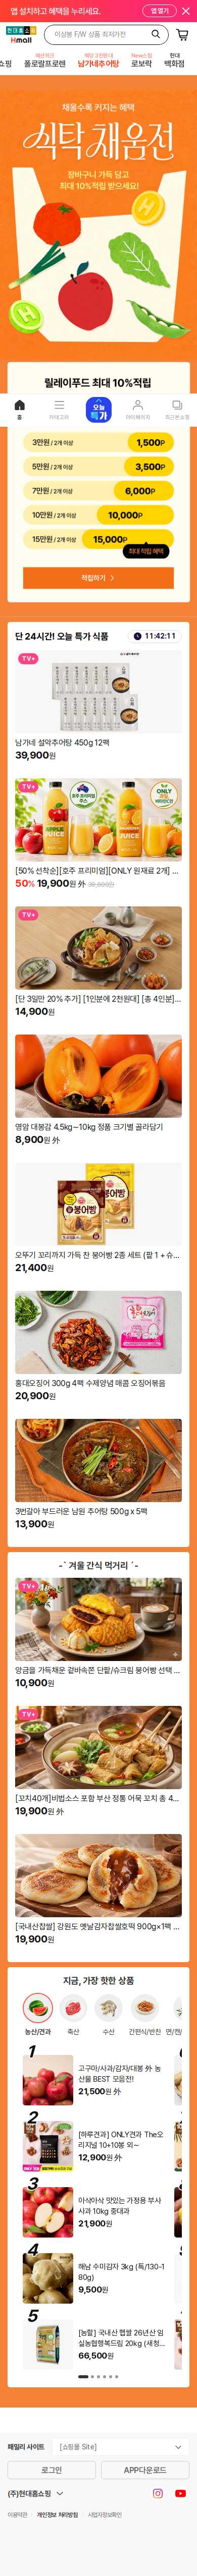 앱 설치하고 혜택을 누리세요.
앱 열기
현대홈쇼핑
Hmall
이상봉 F/W 상품 최저가전
쇼핑
패션위크
폴로랄프로렌
남가네추어탕
New쇼핑
로보락
현대
백화점
채울수록 커지는 혜택
식탁채움전
장바구니 가득 담고
최대 10% 적립 받으세요!
릴레이푸드 최대 10%적립
홈
카테고리
오늘
특가
마이페이지
최근본쇼핑
3만원 / 2개 이상
1,500P
5만원 / 2개 이상
3,500P
7만원 / 2개 이상
6,000P
10만원 / 2개 이상
10,000P
15만원 / 2개 이상
15,000P
최대 적립 혜택
적립하기
단 24시간! 오늘 특가 식품
11:42:11
TV+
남가네 설악추어탕 450g 12팩
39,900원
TV+
APPLE JUICE
ORANGE JUICE
[50% 선착순][호주 프리미엄][ONLY 원재료 2개] ...
50% 19,900원 外
TV+
[단 3일만 20% 추가] [1인분에 2천원대] [총 4인분]...
14,900원
영암 대봉감 4.5kg~10kg 정품 크기별 골라담기
8,900원 外
오뚜기 꼬리까지 가득 찬 붕어빵 2종 세트 (팥 1 + 슈...
21,400원
홍대오징어 300g 4팩 수제양념 매콤 오징어볶음
20,900원
3번갈아 부드러운 남원 추어탕 500g x 5팩
13,900원
-ˋ 겨울 간식 먹거리 ˊ-
TV+
앙금을 가득채운 겉바속쫀 단팥/슈크림 붕어빵 선택 ...
10,900원
TV+
[꼬치40개]비법소스 포함 부산 정통 어묵 꼬치 총 4...
19,900원 外
[국내산찹쌀] 강원도 옛날감자찹쌀호떡 900g×1팩 ...
19,900원
지금, 가장 핫한 상품
농산/견과
축산
수산
간편식/반찬
면/캔/
1
고구마/사과/감자/대봉 外 농
산물 BEST 모음전!
21,500원 外
2
[하루견과] ONLY견과 The오
리지널 10+10봉 외~
12,900원 外
3
아삭아삭 맛있는 가정용 부사
사과 10kg 중대과
21,900원
4
해남 수미감자 3kg (특/130-1
80g)
9,500원
5
[농할] 국내산 햅쌀 26년산 임
실농협행복드림 20kg (새청...
66,500원
패밀리 사이트
[쇼핑몰 Site]
로그인
APP다운로드
(주)현대홈쇼핑
이용약관
개인정보 처리방침
사업자정보확인